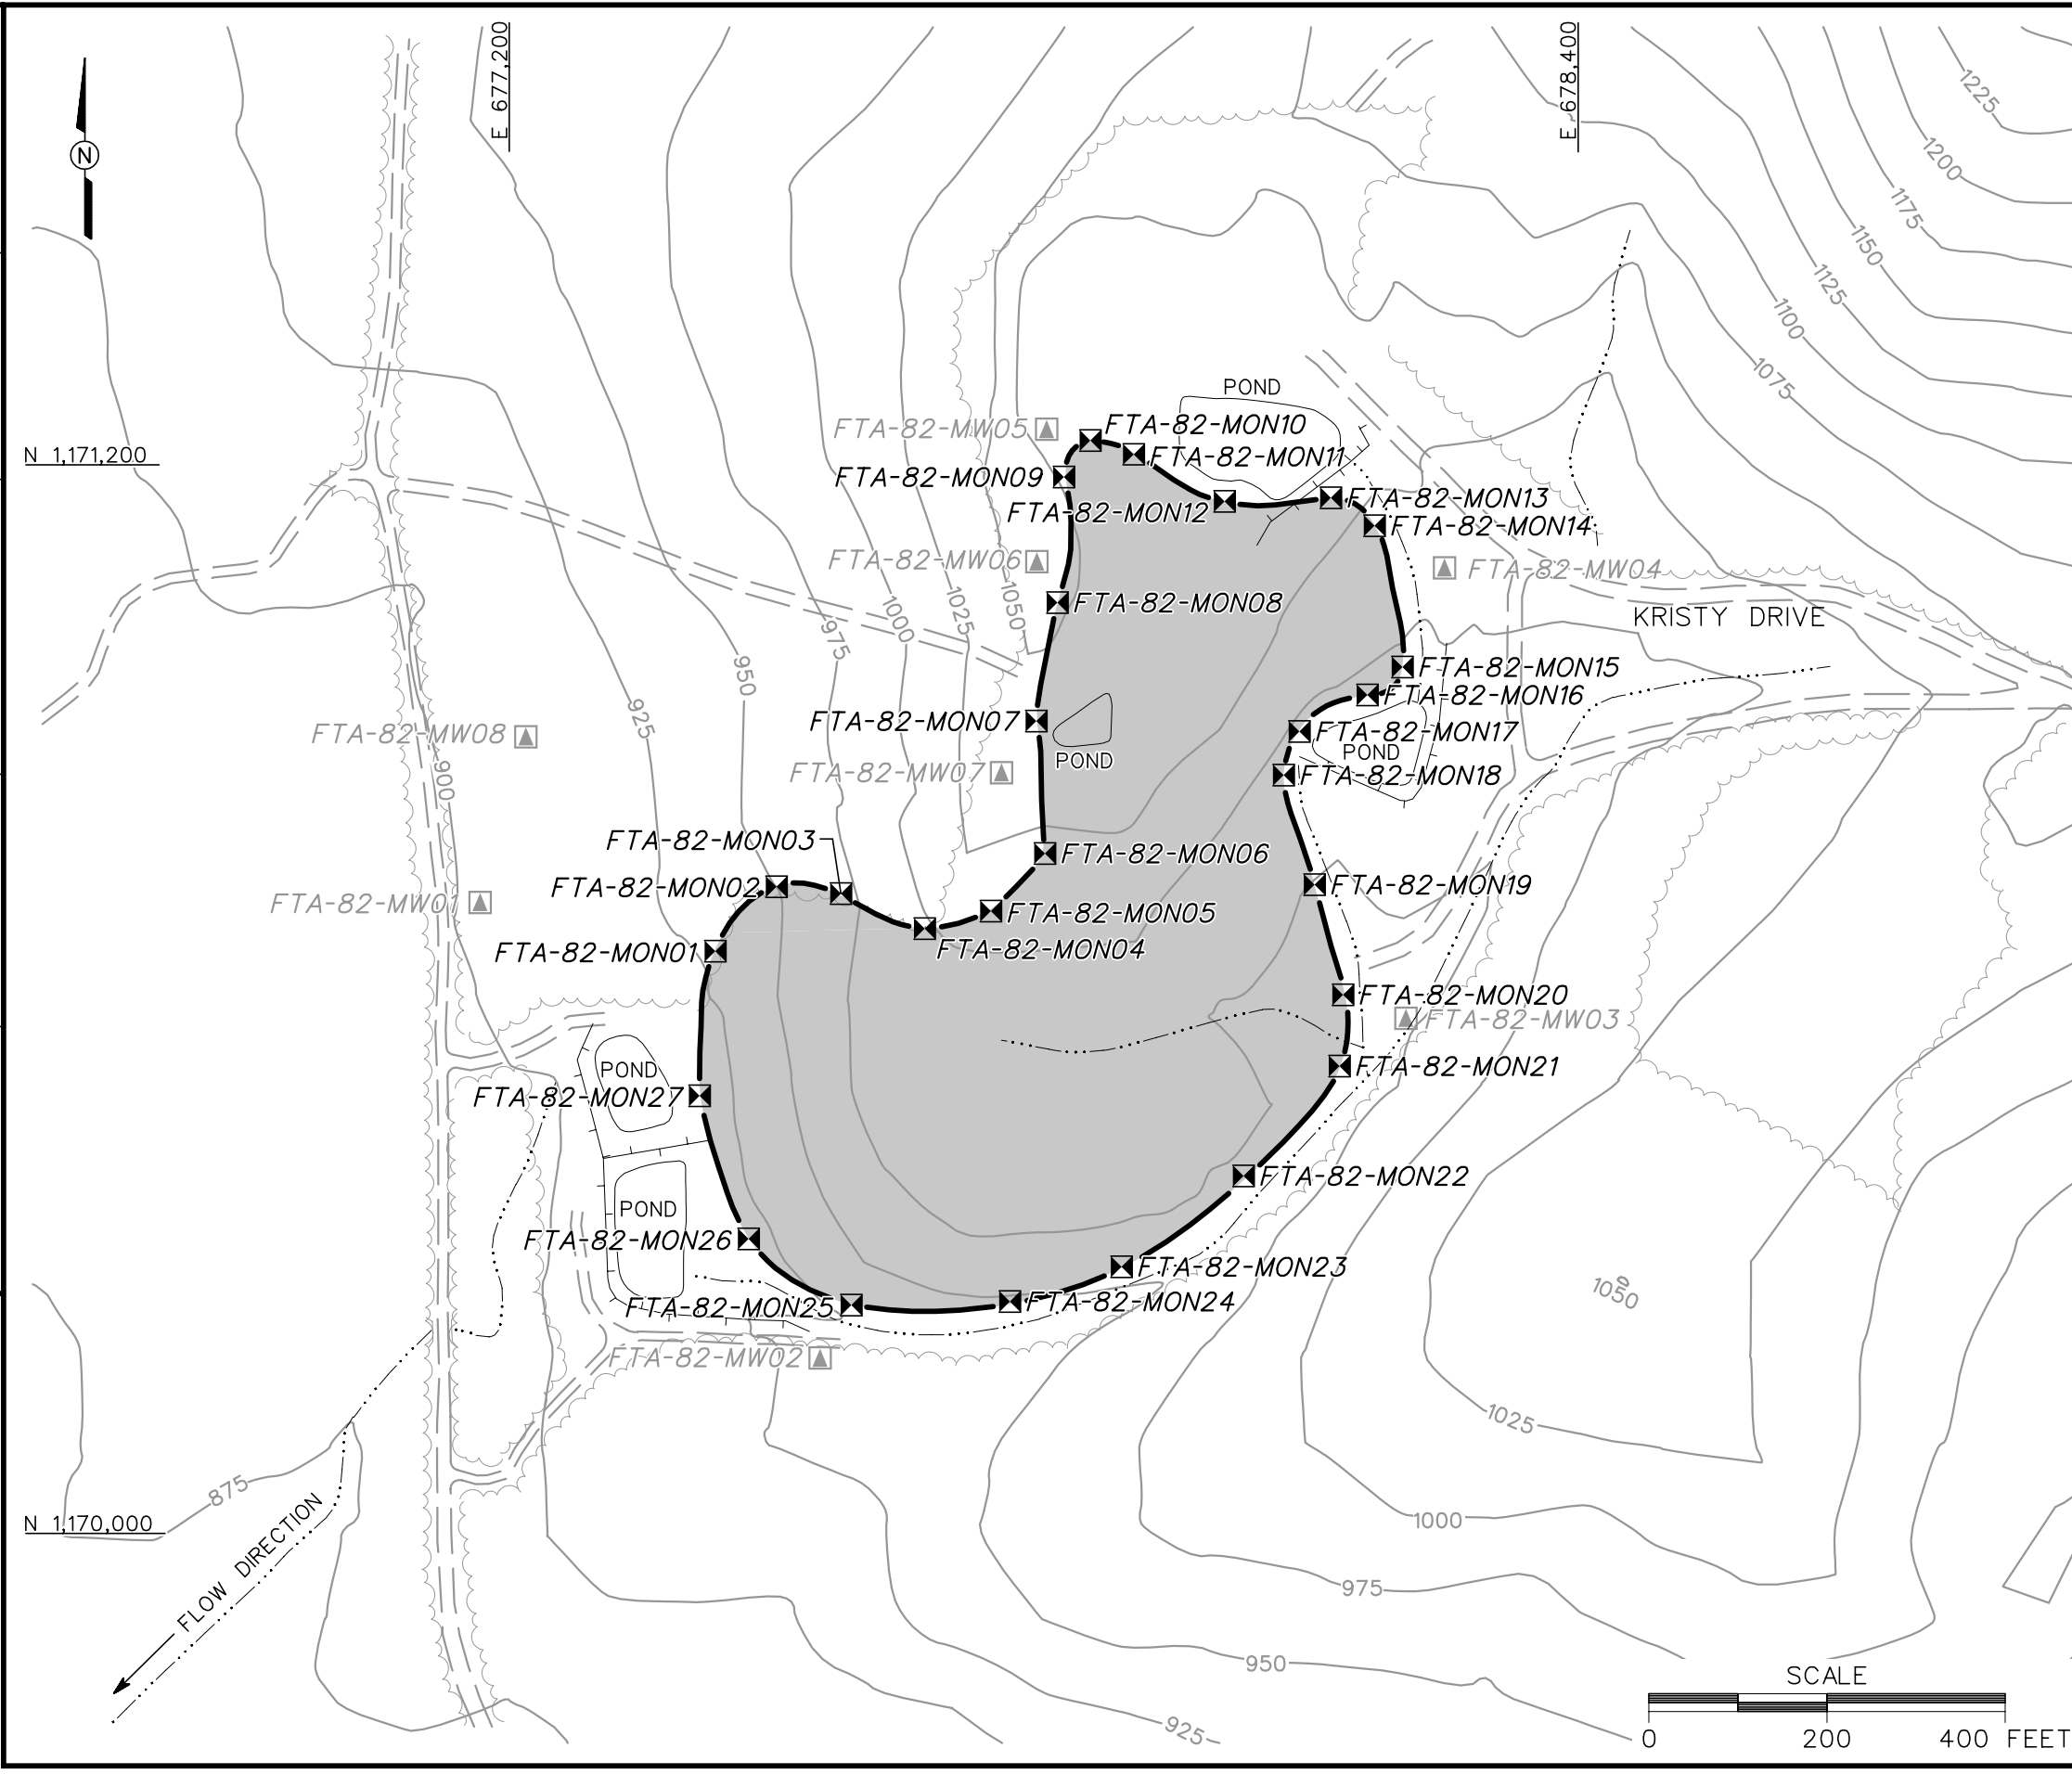 E 677,200
E 678,400
1225
1200
1175
1150
1125
1100
1075
N
POND
FTA-82-MW05
FTA-82-MON10
N 1,171,200
FTA-82-MON11
FTA-82-MON09
FTA-82-MON12
FTA-82-MON13
FTA-82-MON14
FTA-82-MW06
FTA-82-MW04
1050
1025
1000
975
950
925
900
FTA-82-MON08
KRISTY DRIVE
FTA-82-MON15
FTA-82-MON16
FTA-82-MON07
FTA-82-MON17
FTA-82-MW08
POND
POND
FTA-82-MW07
FTA-82-MON18
FTA-82-MON03
FTA-82-MON06
FTA-82-MON02
FTA-82-MON19
FTA-82-MW01
FTA-82-MON05
FTA-82-MON01
FTA-82-MON04
FTA-82-MON20
FTA-82-MW03
POND
FTA-82-MON21
FTA-82-MON27
FTA-82-MON22
POND
FTA-82-MON26
FTA-82-MON23
1050
FTA-82-MON25
FTA-82-MON24
FTA-82-MW02
1025
875
N 1,170,000
1000
FLOW DIRECTION
975
950
925
SCALE
0 200 400 FEET